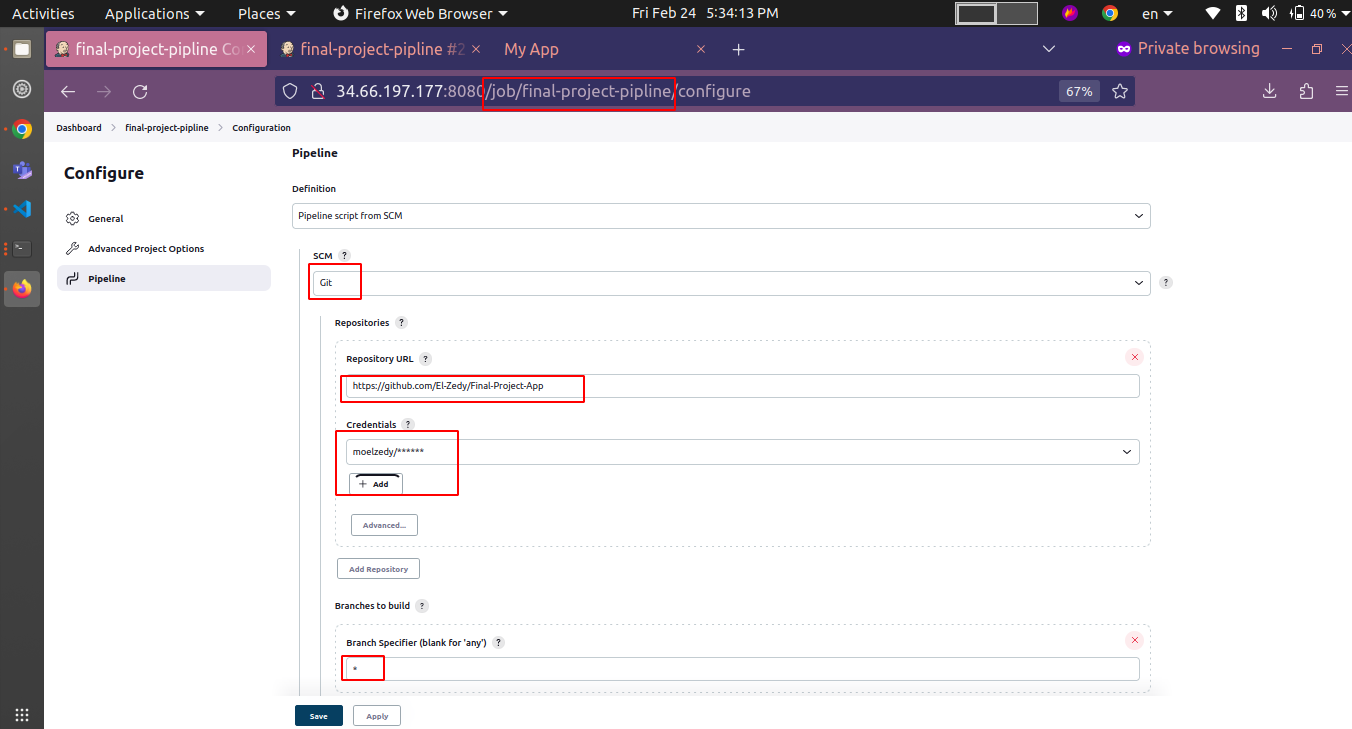 Activities Applications Places Firefox Web Browser Fri Feb 24 5:34:13 PM en 40 %
final-project-pipline Co final-project-pipline #2 My App Private browsing
34.66.197.177:8080/job/final-project-pipline/configure 67%
Dashboard final-project-pipline Configuration
Configure
General
Advanced Project Options
Pipeline
Pipeline
Definition
Pipeline script from SCM
SCM ?
Git
?
Repositories ?
Repository URL ?
https://github.com/El-Zedy/Final-Project-App
Credentials ?
moelzedy/******
+ Add
Advanced...
Add Repository
Branches to build ?
Branch Specifier (blank for 'any') ?
*
Save Apply